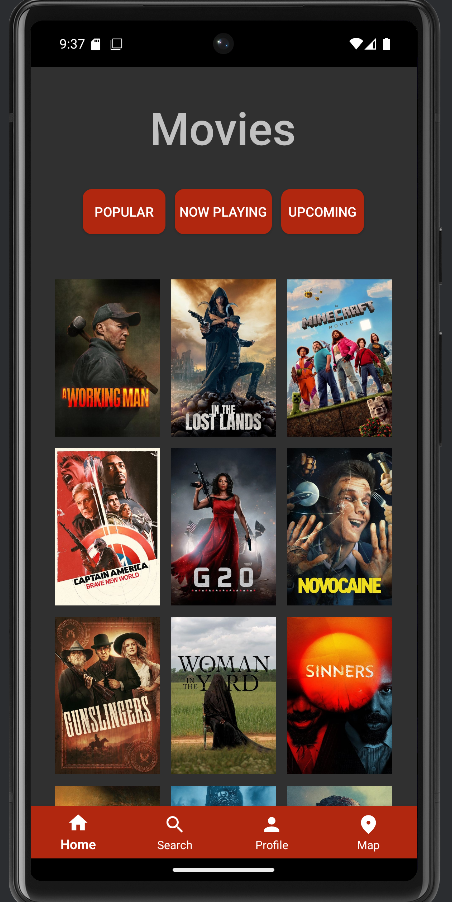 9:37
Movies
POPULAR NOW PLAYING UPCOMING
A WORKING MAN
IN THE
LOST LANDS
A
MINECRAFT
MOVIE
CAPTAIN AMERICA
BRAVE NEW WORLD
G20
NOVOCAINE
GUNSLINGERS
WOMAN
IN THE YARD
SINNERS
Home Search Profile Map